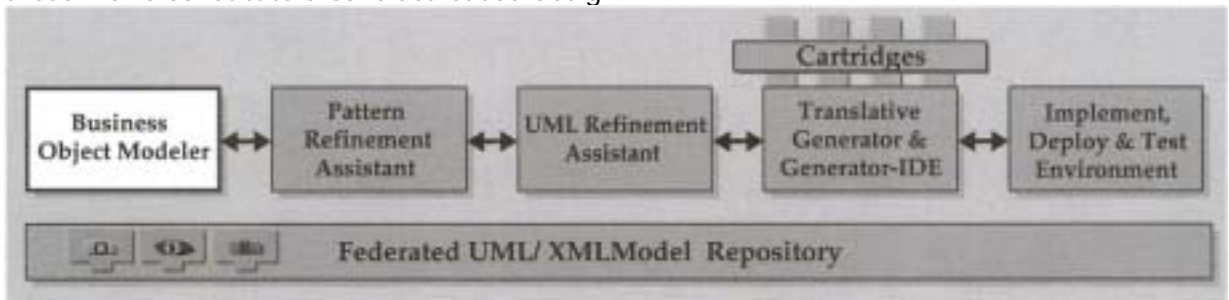 Cartridges
Business
Object Modeler
Pattern
Refinement
Assistant
UML Refinement
Assistant
Translative
Generator &
Generator-IDE
Implement,
Deploy & Test
Environment
Federated UML/ XMLModel Repository